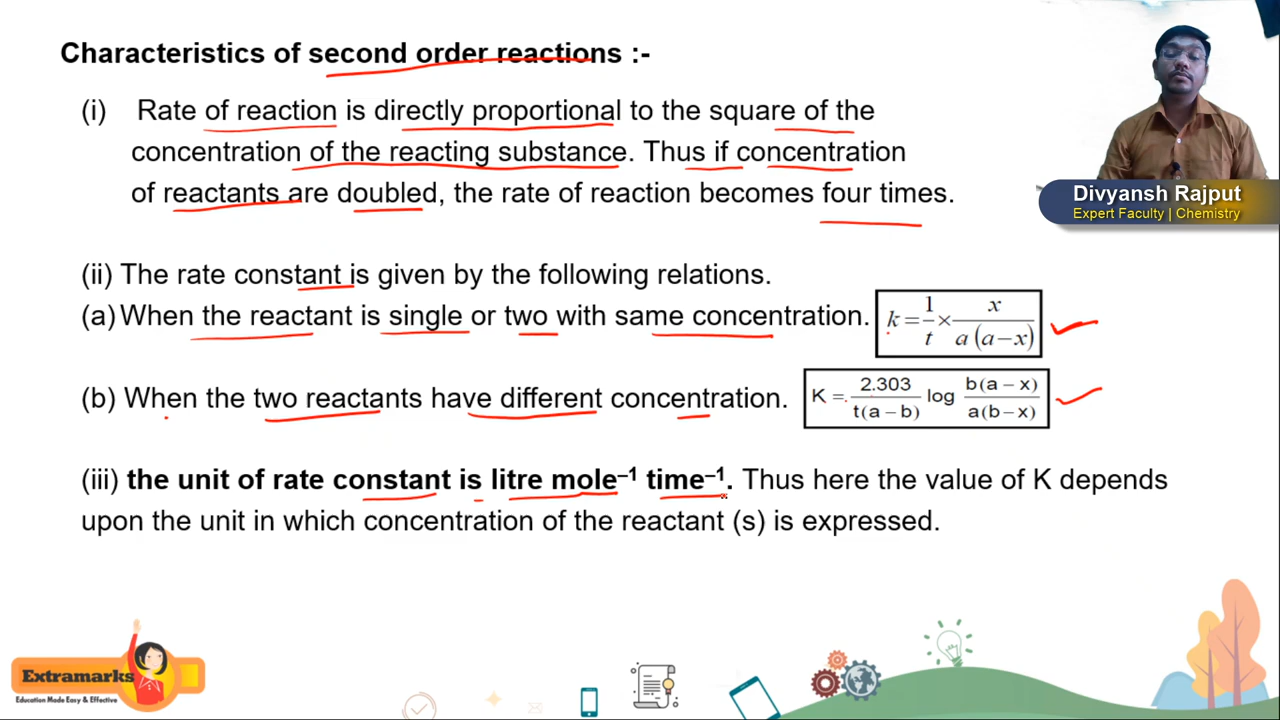 Characteristics of second order reactions :-
(i) Rate of reaction is directly proportional to the square of the
concentration of the reacting substance. Thus if concentration
of reactants are doubled, the rate of reaction becomes four times.
Divyansh Rajput
Expert Faculty | Chemistry
(ii) The rate constant is given by the following relations.
(a) When the reactant is single or two with same concentration. k = 1/t × x/a(a−x)
(b) When the two reactants have different concentration. K = 2.303/t(a−b) log b(a−x)/a(b−x)
(iii) the unit of rate constant is litre mole⁻¹ time⁻¹. Thus here the value of K depends
upon the unit in which concentration of the reactant (s) is expressed.
Extramarks
Education Made Easy & Effective